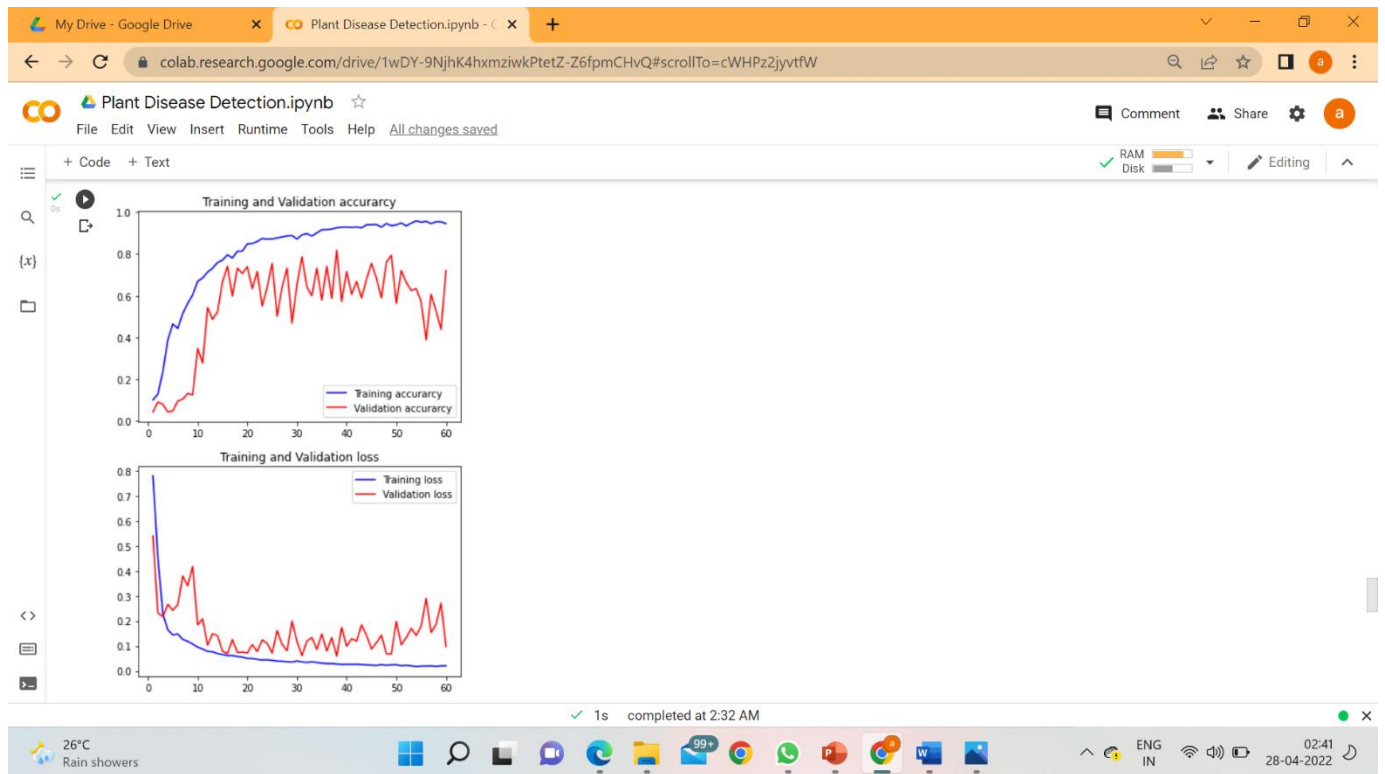 My Drive - Google Drive
Plant Disease Detection.ipynb - C
colab.research.google.com/drive/1wDY-9NjhK4hxmziwkPtetZ-Z6fpmCHvQ#scrollTo=cWHPz2jyvtfW
a
CO
Plant Disease Detection.ipynb
Comment
Share
a
File Edit View Insert Runtime Tools Help All changes saved
+ Code + Text
RAM
Disk
Editing
0s
{x}
Training and Validation accurarcy
1.0
0.8
0.6
0.4
0.2
0.0
Training accurarcy
Validation accurarcy
0 10 20 30 40 50 60
Training and Validation loss
0.8
0.7
0.6
0.5
0.4
0.3
0.2
0.1
0.0
Training loss
Validation loss
0 10 20 30 40 50 60
1s completed at 2:32 AM
26°C
Rain showers
99+
ENG
IN
02:41
28-04-2022